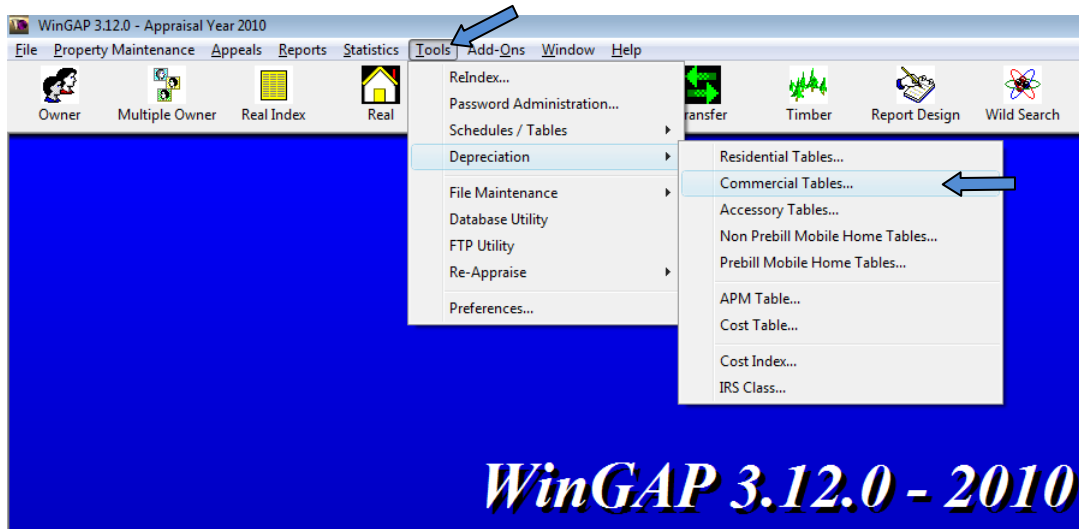 WinGAP 3.12.0 - Appraisal Year 2010
File Property Maintenance Appeals Reports Statistics Tools Add-Ons Window Help
Owner Multiple Owner Real Index Real ransfer Timber Report Design Wild Search
ReIndex...
Password Administration...
Schedules / Tables
Depreciation
File Maintenance
Database Utility
FTP Utility
Re-Appraise
Preferences...
Residential Tables...
Commercial Tables...
Accessory Tables...
Non Prebill Mobile Home Tables...
Prebill Mobile Home Tables...
APM Table...
Cost Table...
Cost Index...
IRS Class...
WinGAP 3.12.0 - 2010